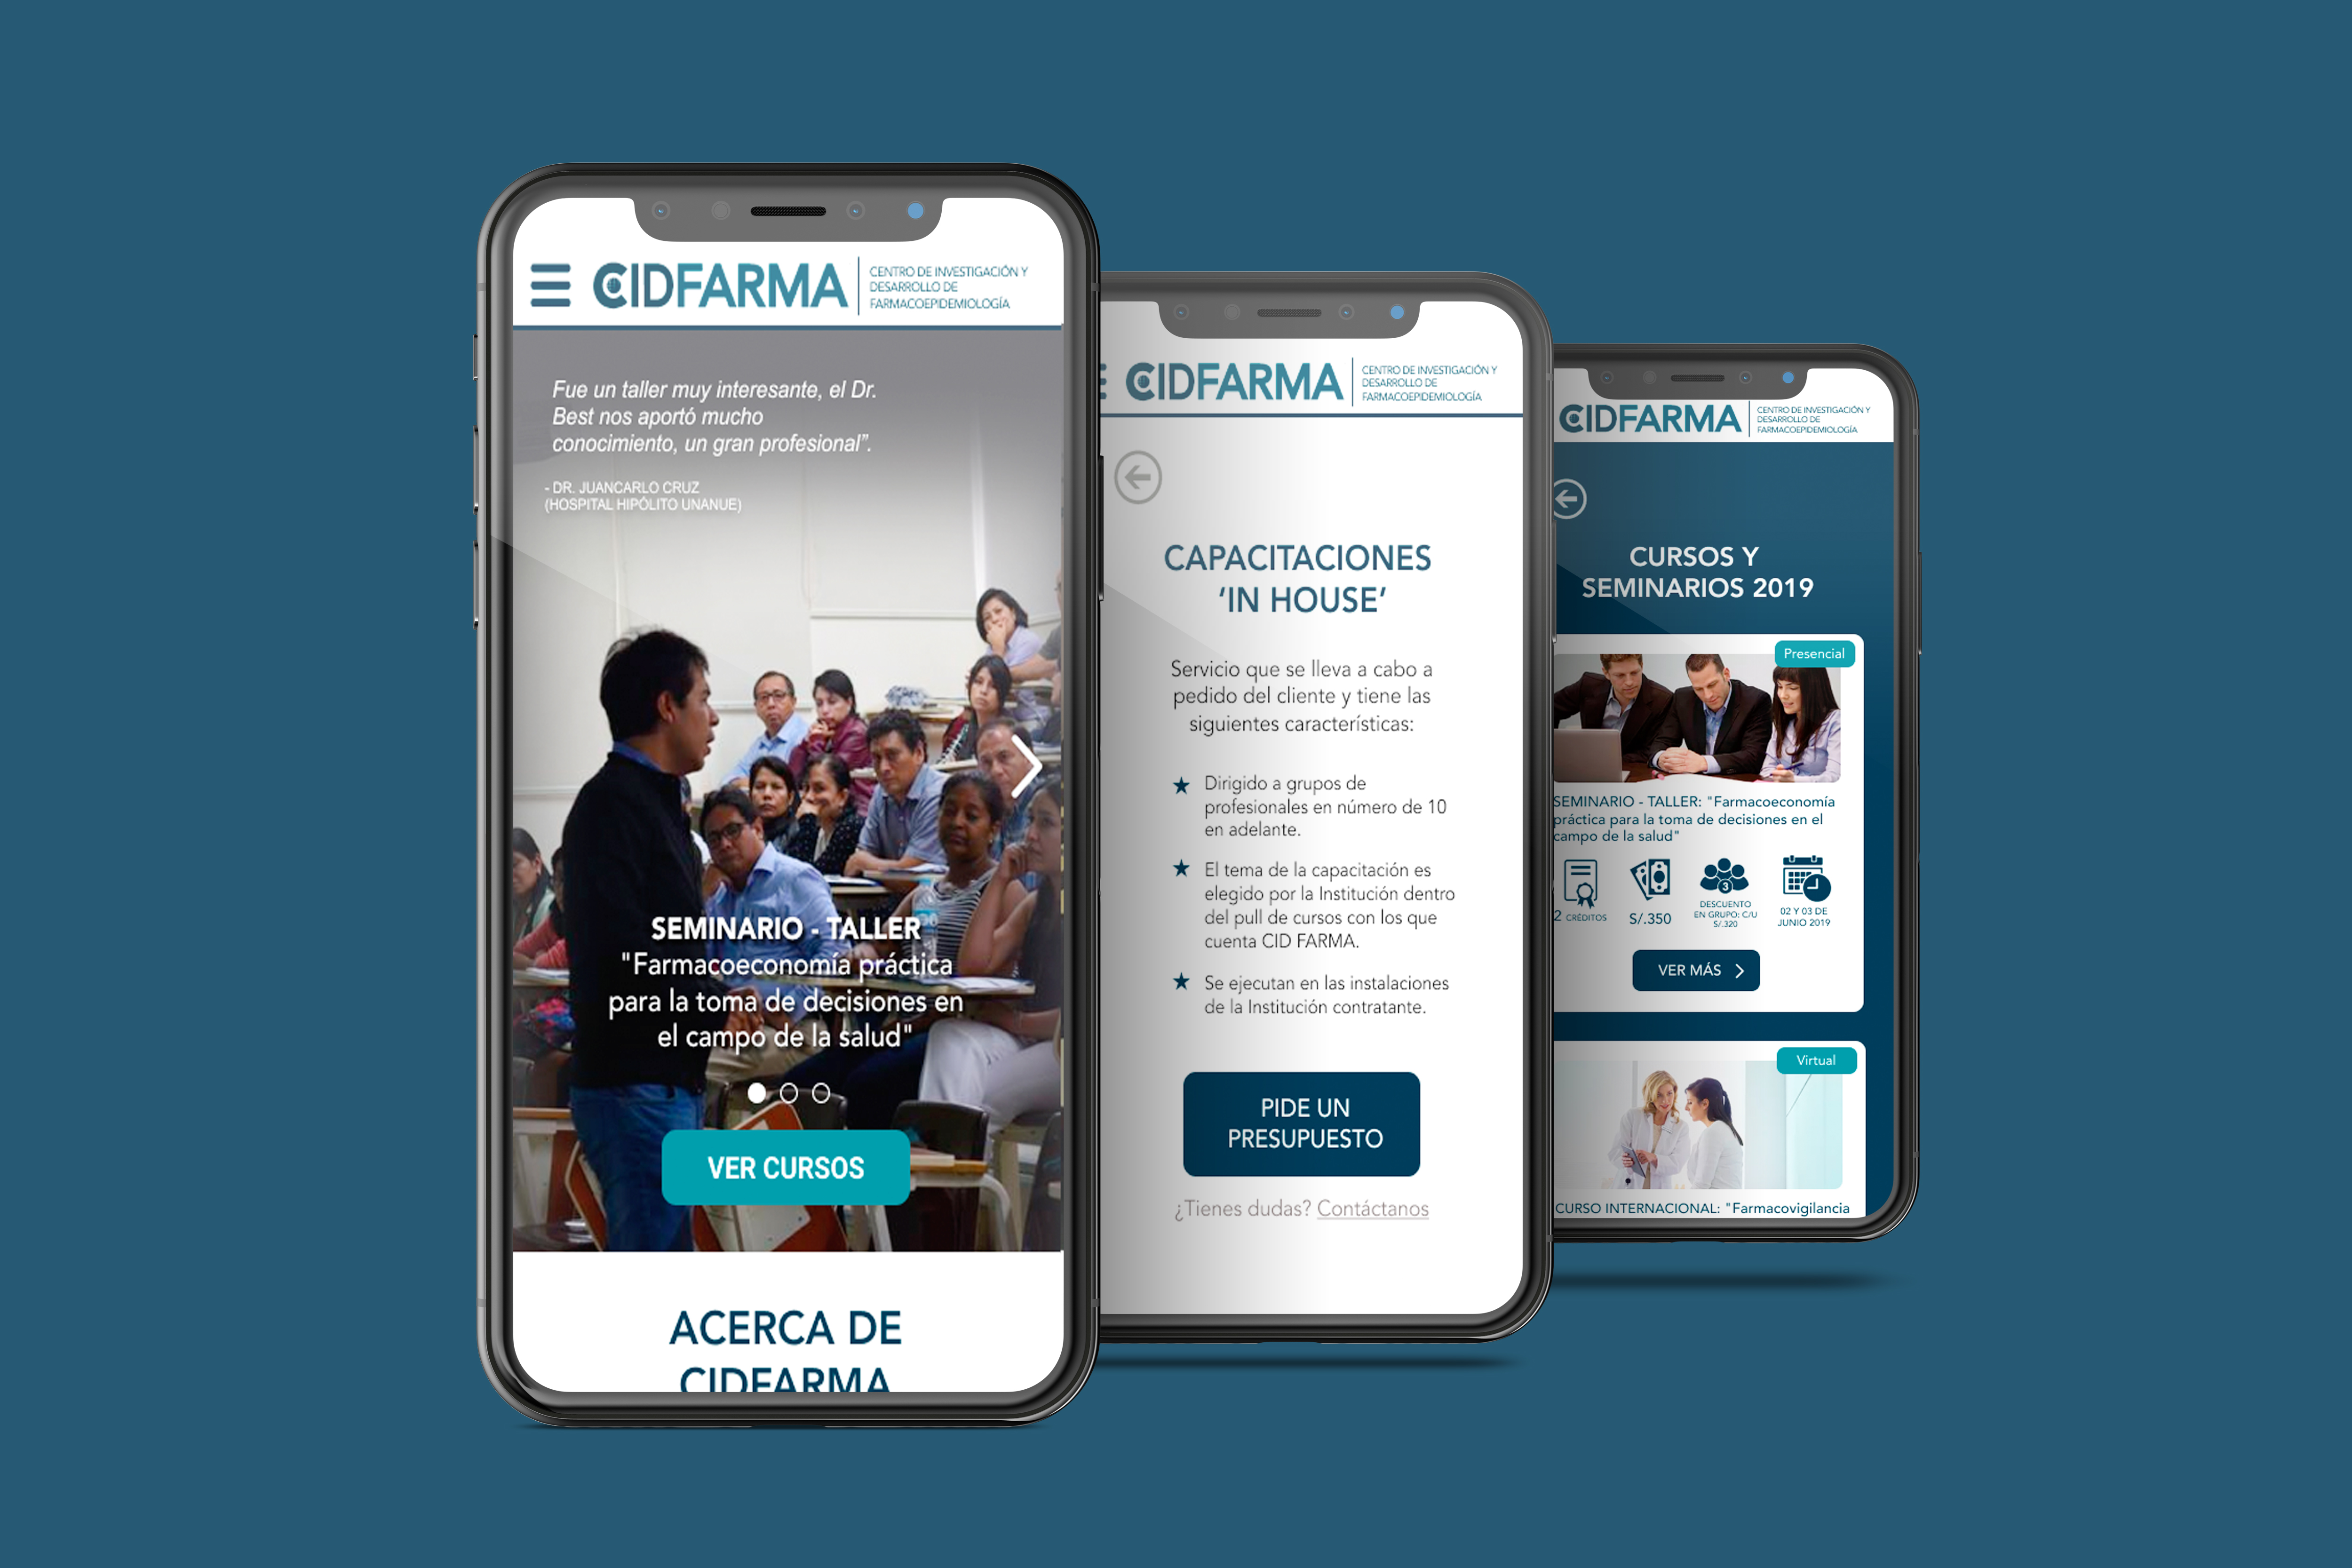 CIDFARMA
CENTRO DE INVESTIGACIÓN Y
DESARROLLO DE
FARMACOEPIDEMIOLOGÍA
Fue un taller muy interesante, el Dr.
Best nos aportó mucho
conocimiento, un gran profesional”.
- DR. JUANCARLO CRUZ
(HOSPITAL HIPÓLITO UNANUE)
SEMINARIO - TALLER
"Farmacoeconomía práctica
para la toma de decisiones en
el campo de la salud"
VER CURSOS
ACERCA DE
CIDFARMA
CIDFARMA
CENTRO DE INVESTIGACIÓN Y
DESARROLLO DE
FARMACOEPIDEMIOLOGÍA
CAPACITACIONES
‘IN HOUSE’
Servicio que se lleva a cabo a
pedido del cliente y tiene las
siguientes características:
★ Dirigido a grupos de
profesionales en número de 10
en adelante.
★ El tema de la capacitación es
elegido por la Institución dentro
del pull de cursos con los que
cuenta CID FARMA.
★ Se ejecutan en las instalaciones
de la Institución contratante.
PIDE UN
PRESUPUESTO
¿Tienes dudas? Contáctanos
CIDFARMA
CENTRO DE INVESTIGACIÓN Y
DESARROLLO DE
FARMACOEPIDEMIOLOGÍA
CURSOS Y
SEMINARIOS 2019
Presencial
SEMINARIO - TALLER: "Farmacoeconomía
práctica para la toma de decisiones en el
campo de la salud"
2 CRÉDITOS
S/.350
3
DESCUENTO
EN GRUPO: C/U
S/.320
02 Y 03 DE
JUNIO 2019
VER MÁS
Virtual
CURSO INTERNACIONAL: "Farmacovigilancia